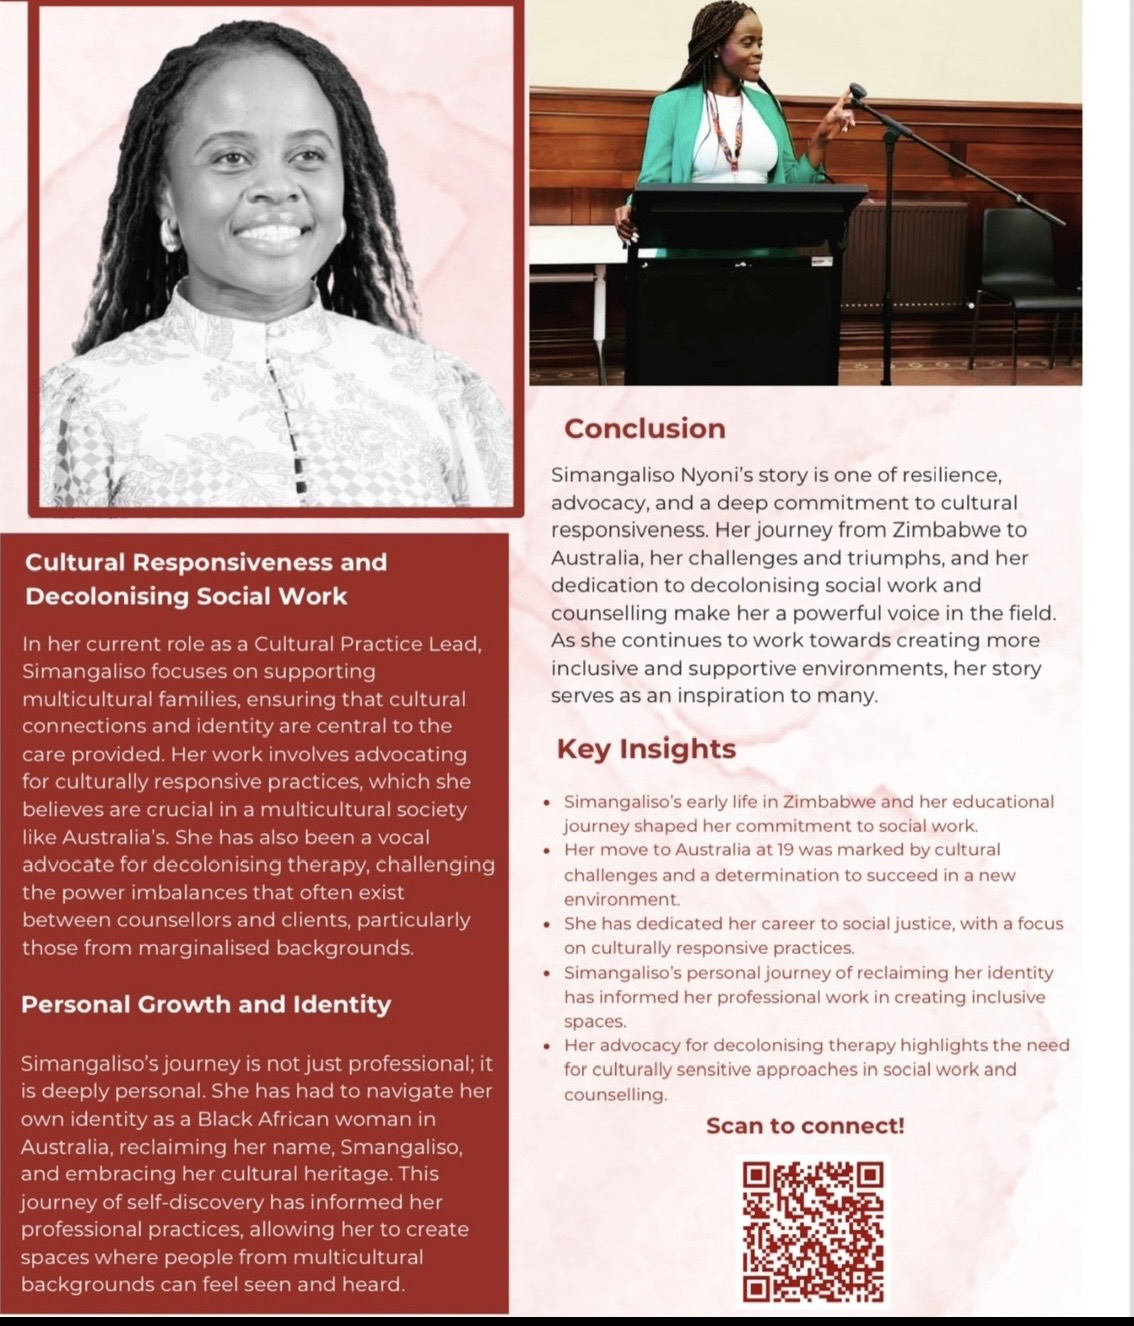 Cultural Responsiveness and
Decolonising Social Work
In her current role as a Cultural Practice Lead,
Simangaliso focuses on supporting
multicultural families, ensuring that cultural
connections and identity are central to the
care provided. Her work involves advocating
for culturally responsive practices, which she
believes are crucial in a multicultural society
like Australia's. She has also been a vocal
advocate for decolonising therapy, challenging
the power imbalances that often exist
between counsellors and clients, particularly
those from marginalised backgrounds.
Personal Growth and Identity
Simangaliso's journey is not just professional; it
is deeply personal. She has had to navigate her
own identity as a Black African woman in
Australia, reclaiming her name, Smangaliso,
and embracing her cultural heritage. This
journey of self-discovery has informed her
professional practices, allowing her to create
spaces where people from multicultural
backgrounds can feel seen and heard.
Conclusion
Simangaliso Nyoni's story is one of resilience,
advocacy, and a deep commitment to cultural
responsiveness. Her journey from Zimbabwe to
Australia, her challenges and triumphs, and her
dedication to decolonising social work and
counselling make her a powerful voice in the field.
As she continues to work towards creating more
inclusive and supportive environments, her story
serves as an inspiration to many.
Key Insights
• Simangaliso's early life in Zimbabwe and her educational
journey shaped her commitment to social work.
• Her move to Australia at 19 was marked by cultural
challenges and a determination to succeed in a new
environment.
• She has dedicated her career to social justice, with a focus
on culturally responsive practices.
• Simangaliso's personal journey of reclaiming her identity
has informed her professional work in creating inclusive
spaces.
• Her advocacy for decolonising therapy highlights the need
for culturally sensitive approaches in social work and
counselling.
Scan to connect!